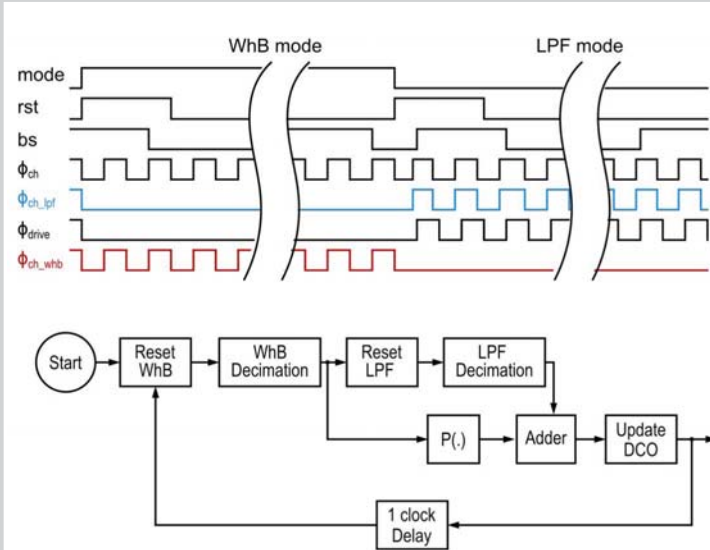 WhB mode
LPF mode
mode
rst
bs
ϕch
ϕch_lpf
ϕdrive
ϕch_whb
Start
Reset
WhB
WhB
Decimation
Reset
LPF
LPF
Decimation
P(.)
Adder
Update
DCO
1 clock
Delay